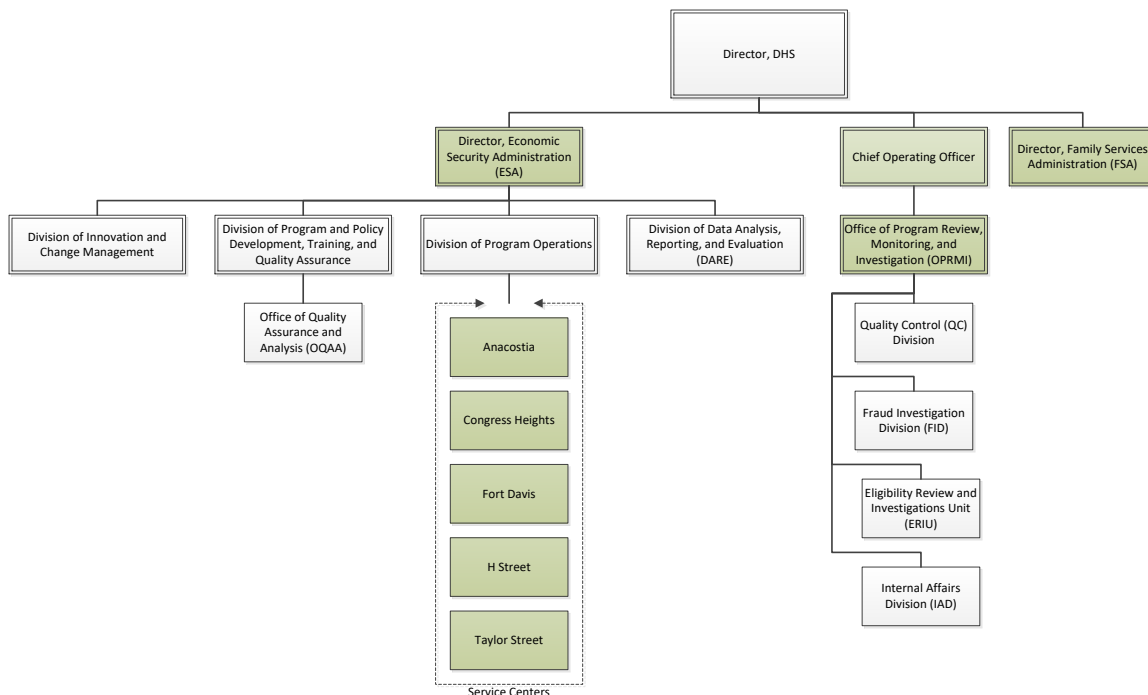 Director, DHS
Director, Economic
Security Administration
(ESA)
Chief Operating Officer
Director, Family Services
Administration (FSA)
Division of Innovation and
Change Management
Division of Program and Policy
Development, Training, and
Quality Assurance
Division of Program Operations
Division of Data Analysis,
Reporting, and Evaluation
(DARE)
Office of Program Review,
Monitoring, and
Investigation (OPRMI)
Office of Quality
Assurance and
Analysis (OQAA)
Anacostia
Congress Heights
Fort Davis
H Street
Taylor Street
Service Centers
Quality Control (QC)
Division
Fraud Investigation
Division (FID)
Eligibility Review and
Investigations Unit
(ERIU)
Internal Affairs
Division (IAD)